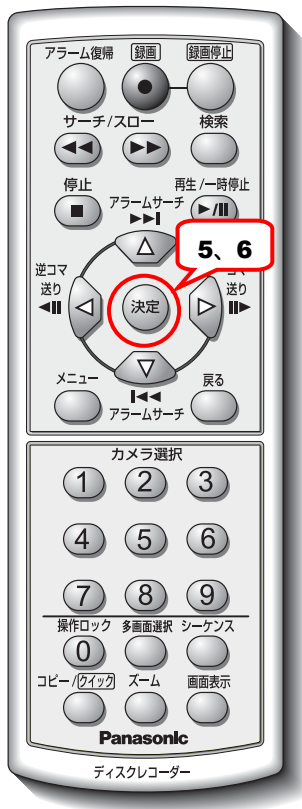 アラーム復帰 録画 録画停止
サーチ/スロー 検索
停止 再生/一時停止
アラームサーチ
5、6
逆コマ送り
コマ送り
決定
メニュー 戻る
アラームサーチ
カメラ選択
1 2 3
4 5 6
7 8 9
操作ロック 多画面選択 シーケンス
0
コピー/クイック ズーム 画面表示
Panasonic
ディスクレコーダー